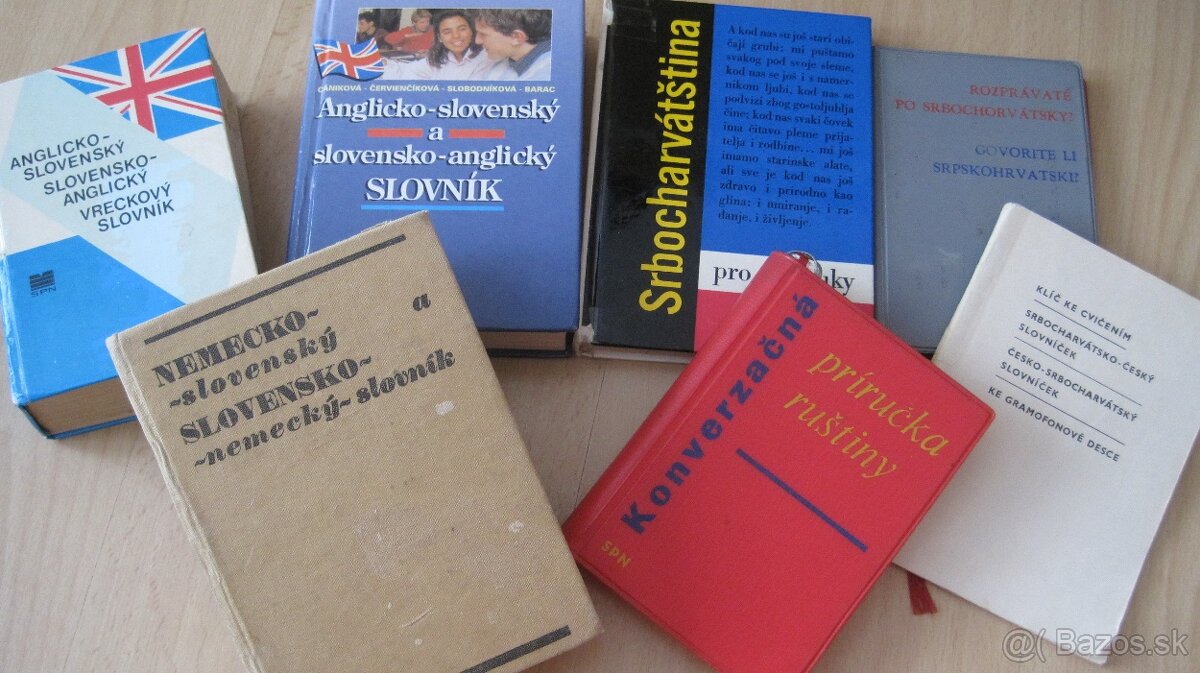 ANGLICKO-
SLOVENSKÝ
SLOVENSKO-
ANGLICKÝ
VRECKOVÝ
SLOVNÍK
SPN
CANIKOVÁ - ČERVIENČÍKOVÁ - SLOBODNÍKOVÁ - BARAC
Anglicko-slovenský
a
slovensko-anglický
SLOVNÍK
Srbocharvátština
A kod nas su još stari obi-
čaji grubi: mi puštamo
svakog pod svoje sleme,
kod nas se još i s namer-
nikom ljubi, kod nas se
podvizi zbog gostoljublja
čine; kod nas svaki čovek
ima čitavo pleme prija-
telja i rodbine... mi još
imamo starinske alate,
ali sve je kod nas još
zdravo i prirodno kao
glina: i umiranje, i ra-
đanje, i življenje.
pro
uky
ROZPRÁVATE
PO SRBOCHORVÁTSKY?
GOVORITE LI
SRPSKOHRVATSKI?
NEMECKO-
-slovenský
a
SLOVENSKO-
-nemecký-slovník
Konverzačná
príručka
ruštiny
SPN
KLÍČ KE CVIČENÍM
SRBOCHARVÁTSKO-ČESKÝ
SLOVNÍČEK
ČESKO-SRBOCHARVÁTSKÝ
SLOVNÍČEK
KE GRAMOFONOVÉ DESCE
@( Bazos.sk